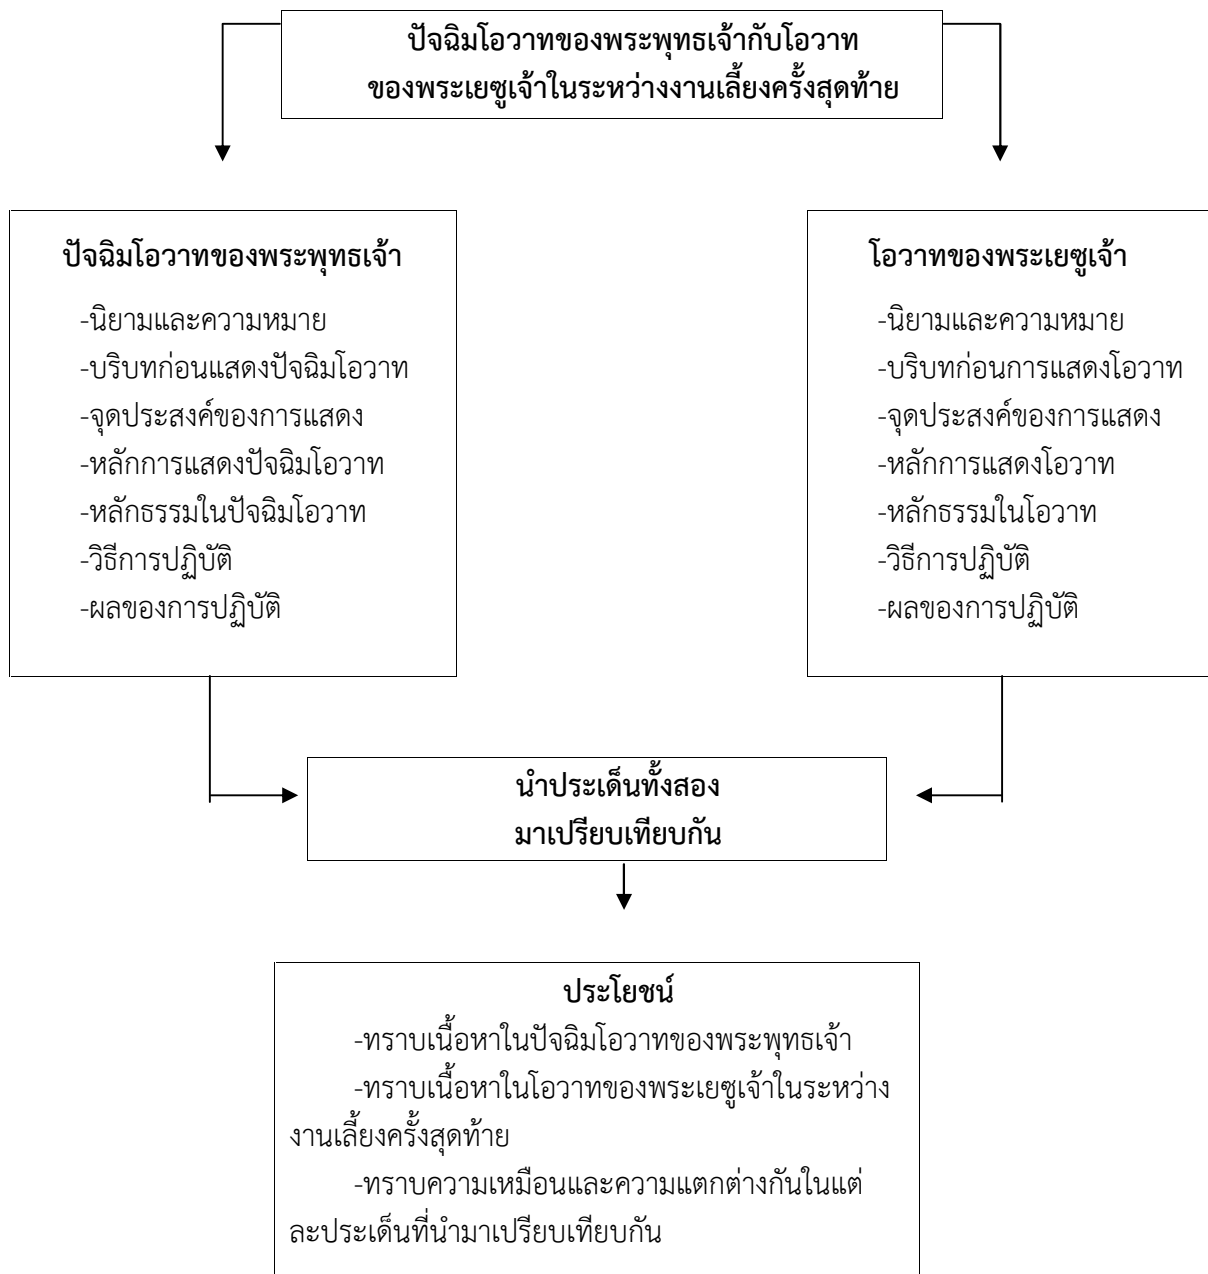 ปัจฉิมโอวาทของพระพุทธเจ้ากับโอวาท
ของพระเยซูเจ้าในระหว่างงานเลี้ยงครั้งสุดท้าย
ปัจฉิมโอวาทของพระพุทธเจ้า
-นิยามและความหมาย
-บริบทก่อนแสดงปัจฉิมโอวาท
-จุดประสงค์ของการแสดง
-หลักการแสดงปัจฉิมโอวาท
-หลักธรรมในปัจฉิมโอวาท
-วิธีการปฏิบัติ
-ผลของการปฏิบัติ
โอวาทของพระเยซูเจ้า
-นิยามและความหมาย
-บริบทก่อนการแสดงโอวาท
-จุดประสงค์ของการแสดง
-หลักการแสดงโอวาท
-หลักธรรมในโอวาท
-วิธีการปฏิบัติ
-ผลของการปฏิบัติ
นำประเด็นทั้งสอง
มาเปรียบเทียบกัน
ประโยชน์
-ทราบเนื้อหาในปัจฉิมโอวาทของพระพุทธเจ้า
-ทราบเนื้อหาในโอวาทของพระเยซูเจ้าในระหว่าง
งานเลี้ยงครั้งสุดท้าย
-ทราบความเหมือนและความแตกต่างกันในแต่
ละประเด็นที่นำมาเปรียบเทียบกัน